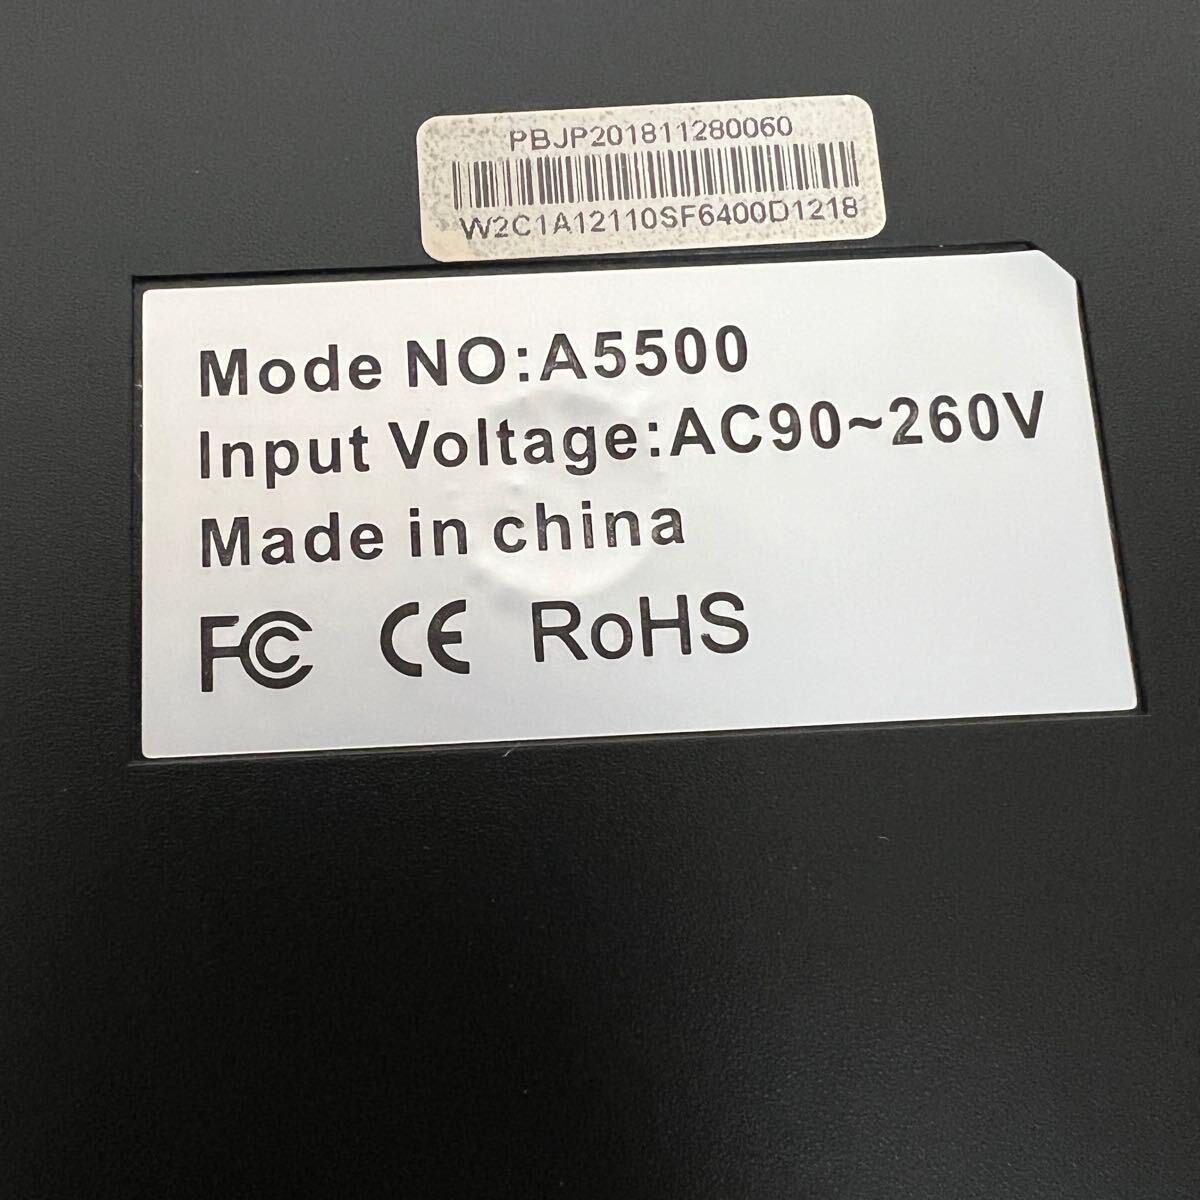 PBJP201811280060
W2C1A12110SF6400D1218
Mode NO:A5500
Input Voltage:AC90~260V
Made in china
FC CE RoHS